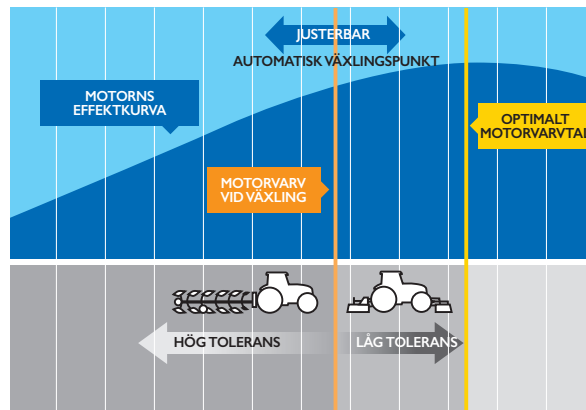 JUSTERBAR
AUTOMATISK VÄXLINGSPUNKT
MOTORNS
EFFEKTKURVA
OPTIMALT
MOTORVARVTAL
MOTORVARV
VID VÄXLING
HÖG TOLERANS
LÅG TOLERANS